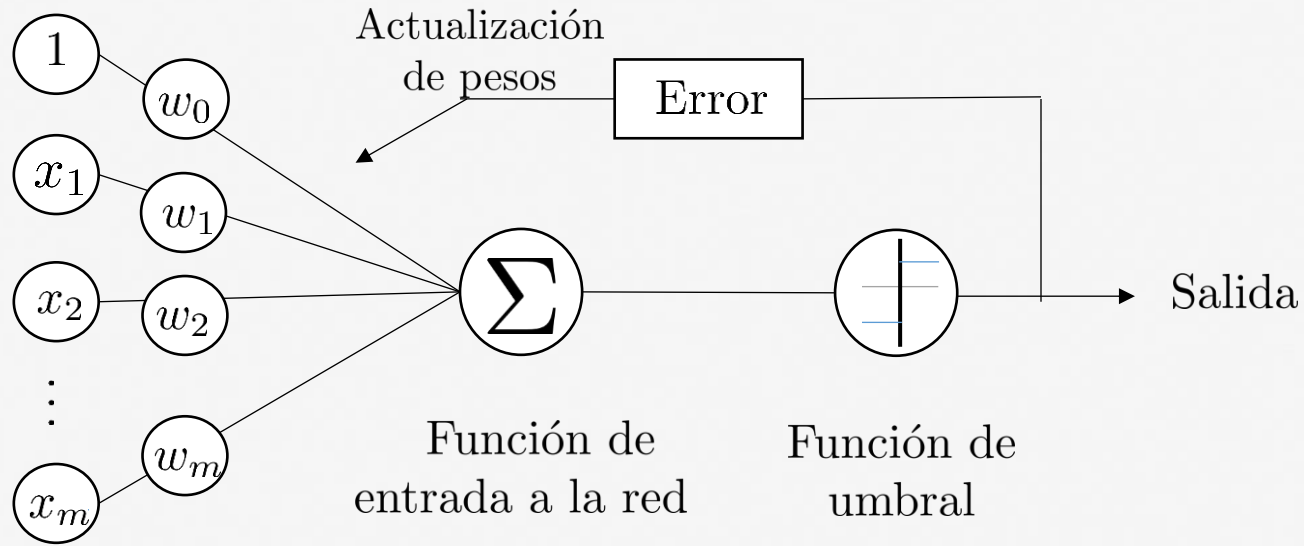 1
w₀
x₁
w₁
x₂
w₂
⋮
xₘ
wₘ
Actualización
de pesos
Error
Σ
Salida
Función de
entrada a la red
Función de
umbral